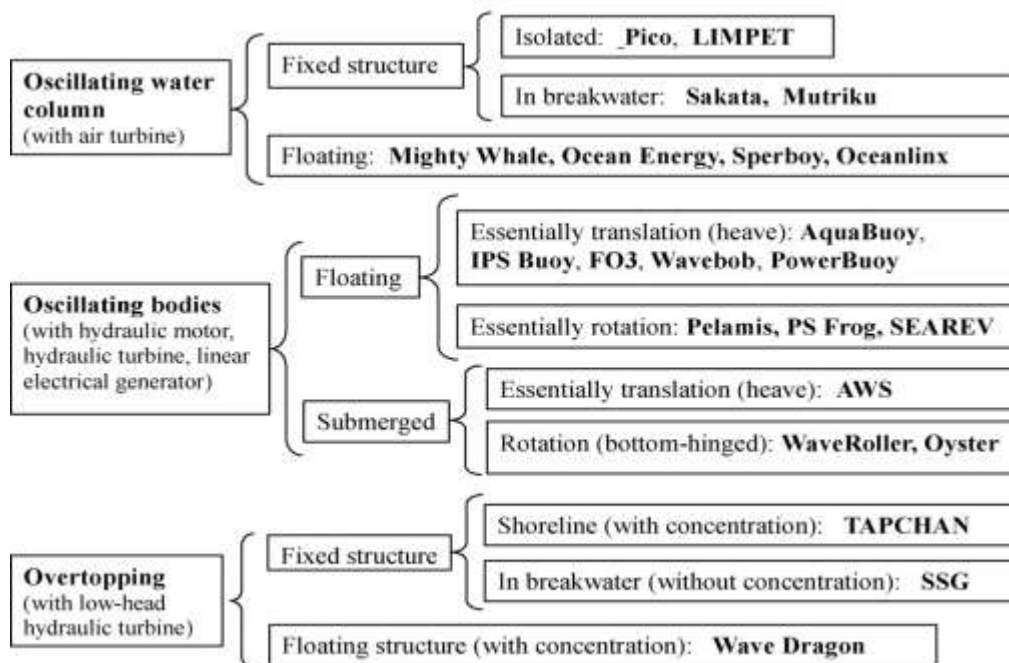 Oscillating water
column
(with air turbine)
Fixed structure
Isolated: _Pico, LIMPET
In breakwater: Sakata, Mutriku
Floating: Mighty Whale, Ocean Energy, Sperboy, Oceanlinx
Oscillating bodies
(with hydraulic motor,
hydraulic turbine, linear
electrical generator)
Floating
Essentially translation (heave): AquaBuoy,
IPS Buoy, FO3, Wavebob, PowerBuoy
Essentially rotation: Pelamis, PS Frog, SEAREV
Submerged
Essentially translation (heave): AWS
Rotation (bottom-hinged): WaveRoller, Oyster
Overtopping
(with low-head
hydraulic turbine)
Fixed structure
Shoreline (with concentration): TAPCHAN
In breakwater (without concentration): SSG
Floating structure (with concentration): Wave Dragon